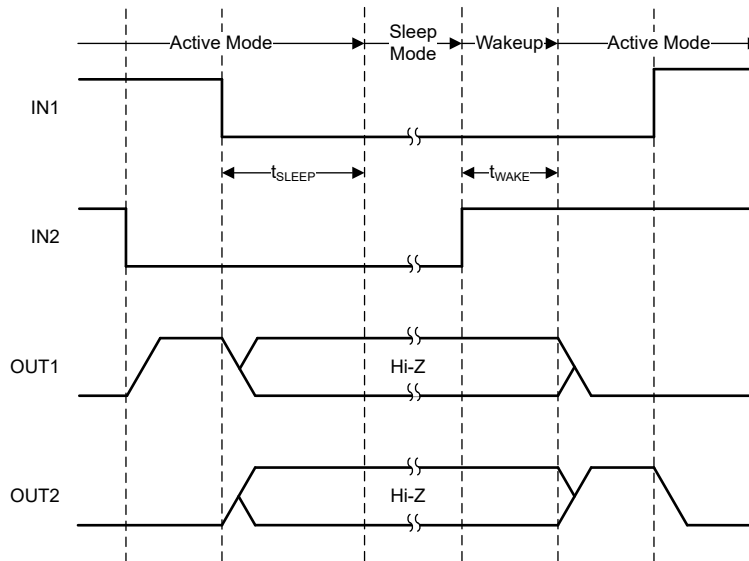 Active Mode
Sleep
Mode
Wakeup
Active Mode
IN1
tSLEEP
tWAKE
IN2
OUT1
Hi-Z
OUT2
Hi-Z